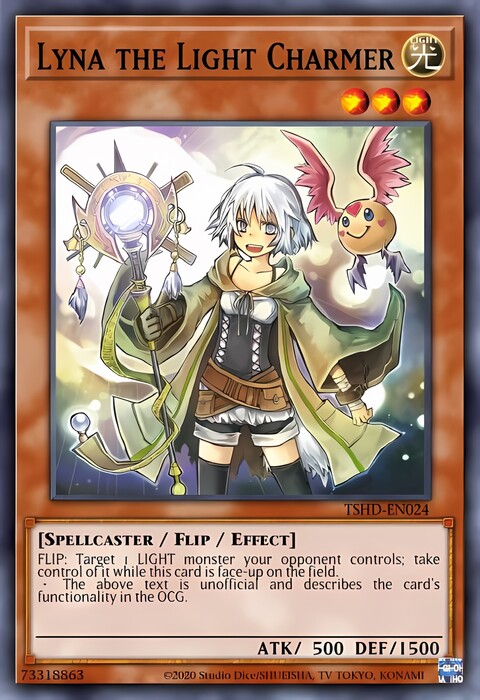 Lyna the Light Charmer
LIGHT
光
TSHD-EN024
[Spellcaster / Flip / Effect]
FLIP: Target 1 LIGHT monster your opponent controls; take
control of it while this card is face-up on the field.
· The above text is unofficial and describes the card's
functionality in the OCG.
ATK/ 500 DEF/1500
73318863
©2020 Studio Dice/SHUEISHA, TV TOKYO, KONAMI